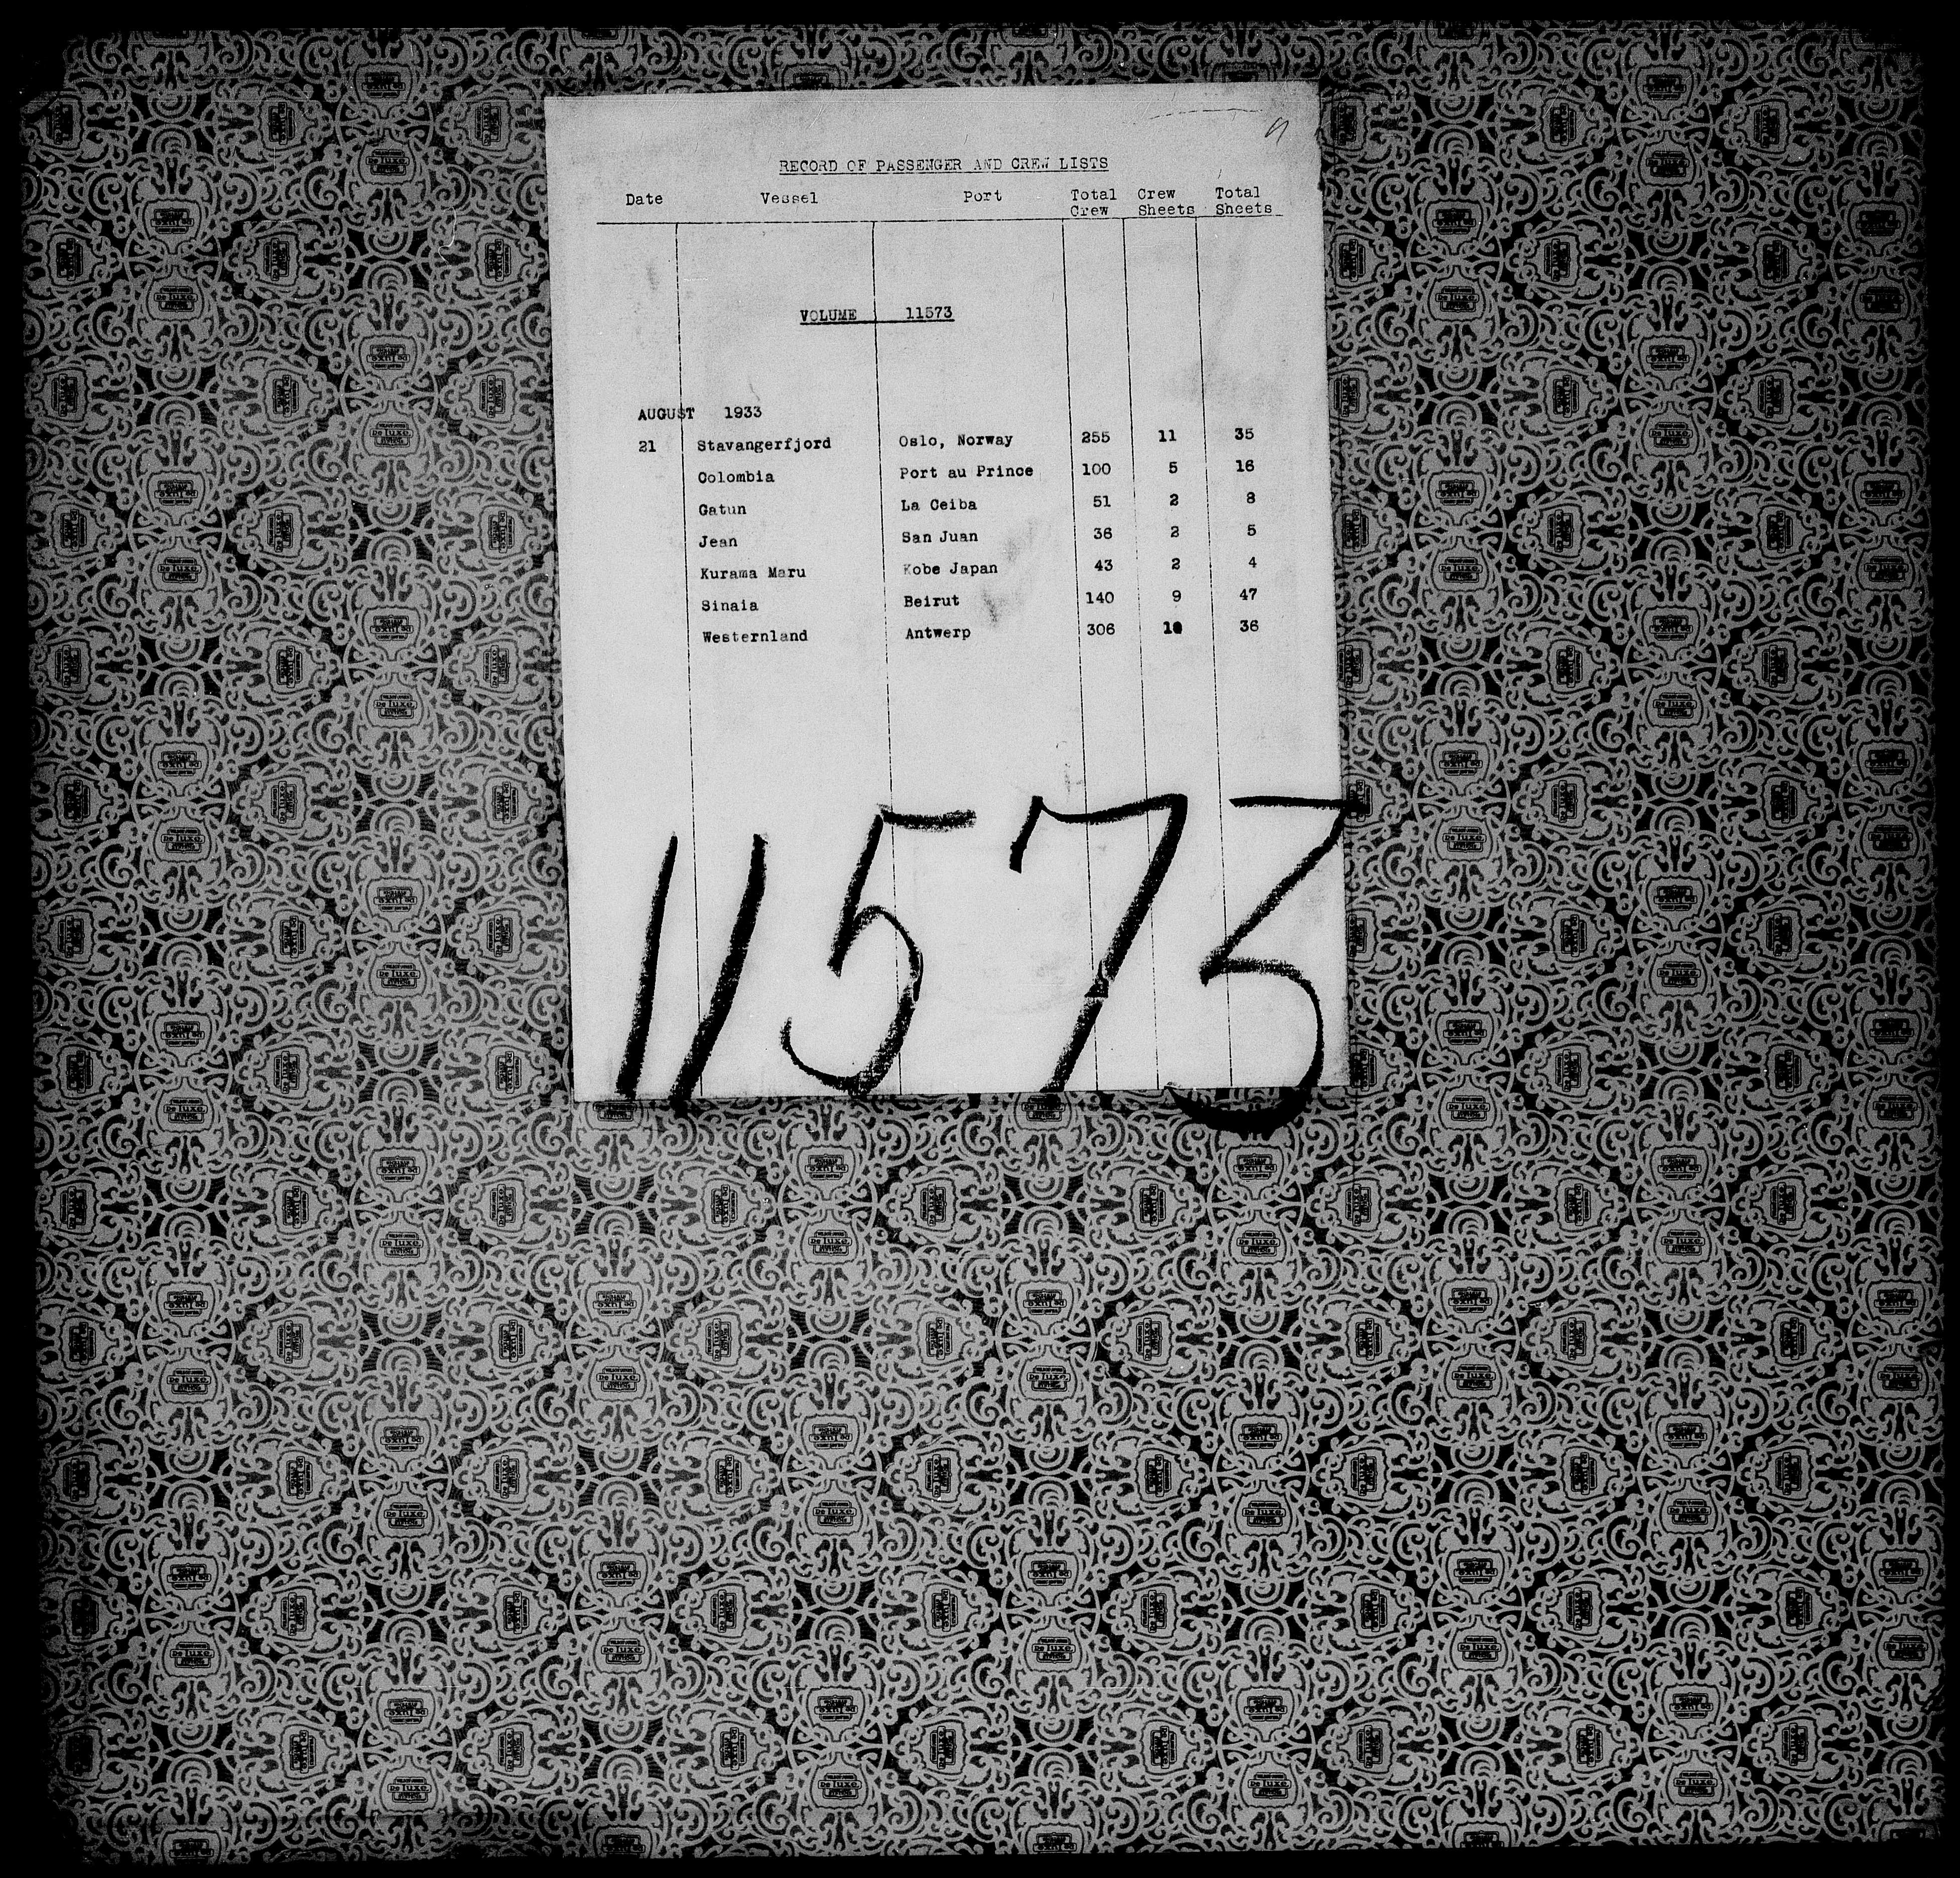 RECORD OF PASSENGER AND CREW LISTS
Date Vessel Port Total Crew Crew Sheets Total Sheets
VOLUME 11573
AUGUST 1933
21 Stavangerfjord Oslo, Norway 255 11 35
Colombia Port au Prince 100 5 16
Gatun La Ceiba 51 2 8
Jean San Juan 36 2 5
Kurama Maru Kobe Japan 43 2 4
Sinaia Beirut 140 9 47
Westernland Antwerp 306 10 36
11573
De Luxe